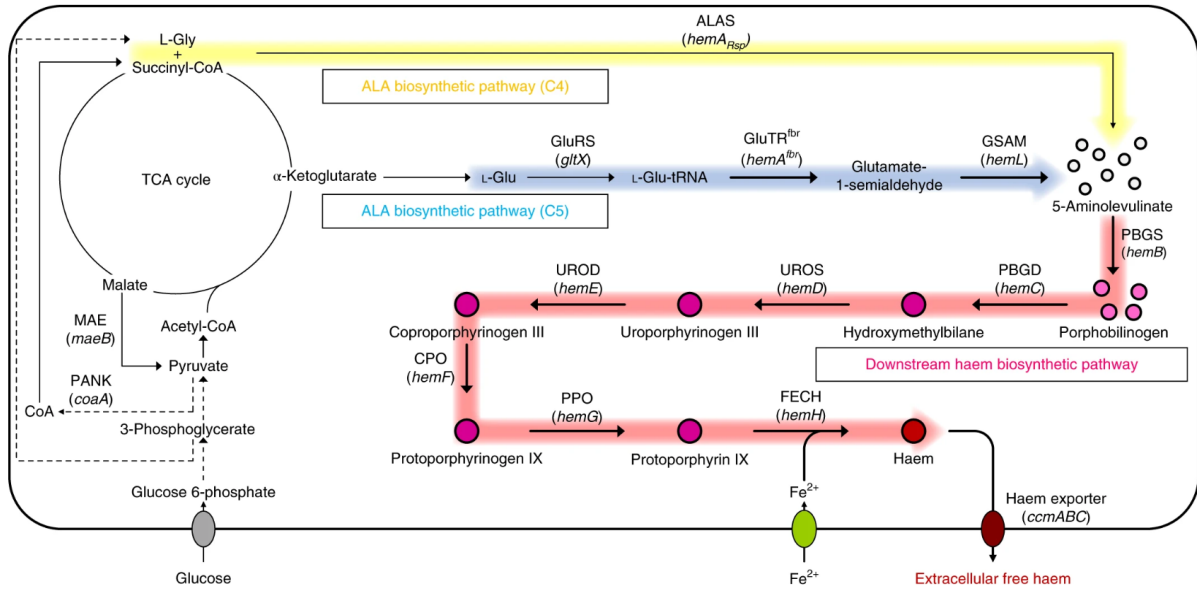 ALAS
(hemA_Rsp)
L-Gly
+
Succinyl-CoA
ALA biosynthetic pathway (C4)
TCA cycle
α-Ketoglutarate
GluRS
(gltX)
L-Glu
L-Glu-tRNA
GluTR^fbr
(hemA^fbr)
Glutamate-
1-semialdehyde
GSAM
(hemL)
5-Aminolevulinate
ALA biosynthetic pathway (C5)
PBGS
(hemB)
Malate
UROD
(hemE)
UROS
(hemD)
PBGD
(hemC)
Coproporphyrinogen III
Uroporphyrinogen III
Hydroxymethylbilane
Porphobilinogen
Downstream haem biosynthetic pathway
MAE
(maeB)
Acetyl-CoA
Pyruvate
PANK
(coaA)
CoA
3-Phosphoglycerate
Glucose 6-phosphate
Glucose
CPO
(hemF)
PPO
(hemG)
FECH
(hemH)
Protoporphyrinogen IX
Protoporphyrin IX
Haem
Fe²⁺
Haem exporter
(ccmABC)
Fe²⁺
Extracellular free haem